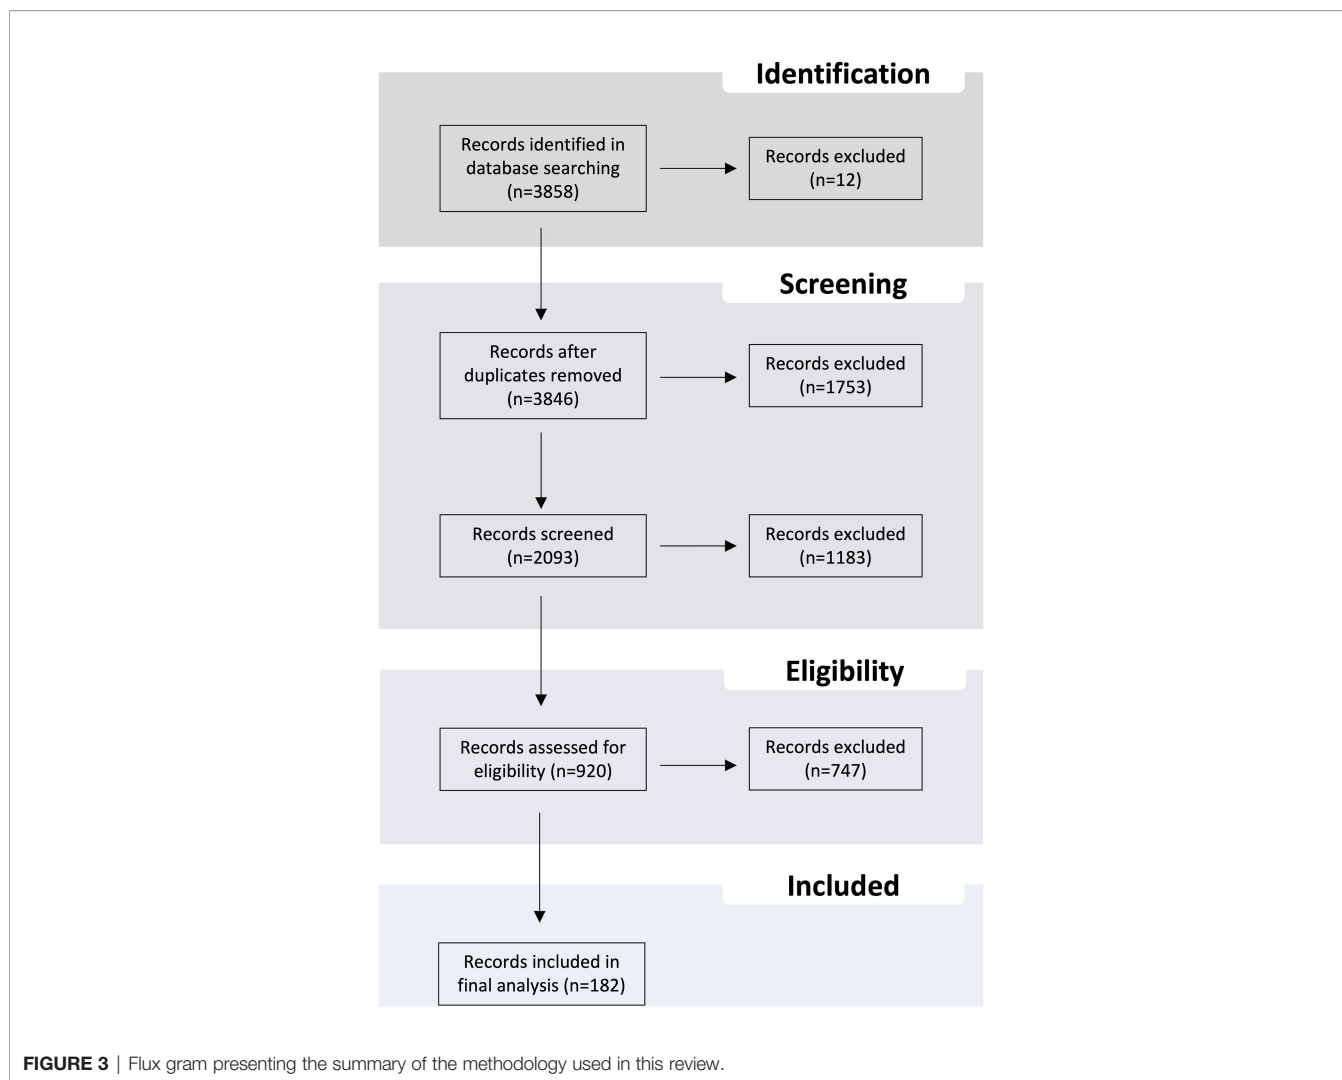 Identification
Records identified in
database searching
(n=3858)
Records excluded
(n=12)
Screening
Records after
duplicates removed
(n=3846)
Records excluded
(n=1753)
Records screened
(n=2093)
Records excluded
(n=1183)
Eligibility
Records assessed for
eligibility (n=920)
Records excluded
(n=747)
Included
Records included in
final analysis (n=182)
FIGURE 3 | Flux gram presenting the summary of the methodology used in this review.